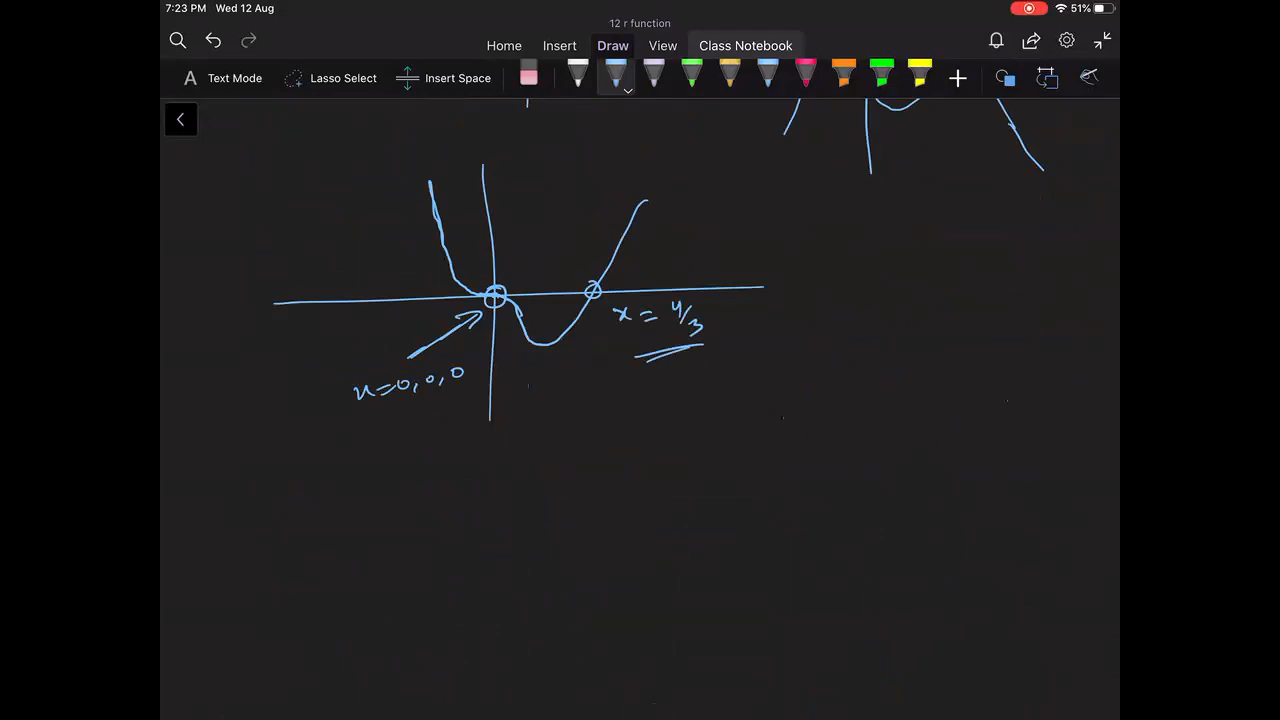 7:23 PM Wed 12 Aug
51%
12 r function
Home Insert Draw View Class Notebook
Text Mode Lasso Select Insert Space
x = 4/3
x=0,0,0